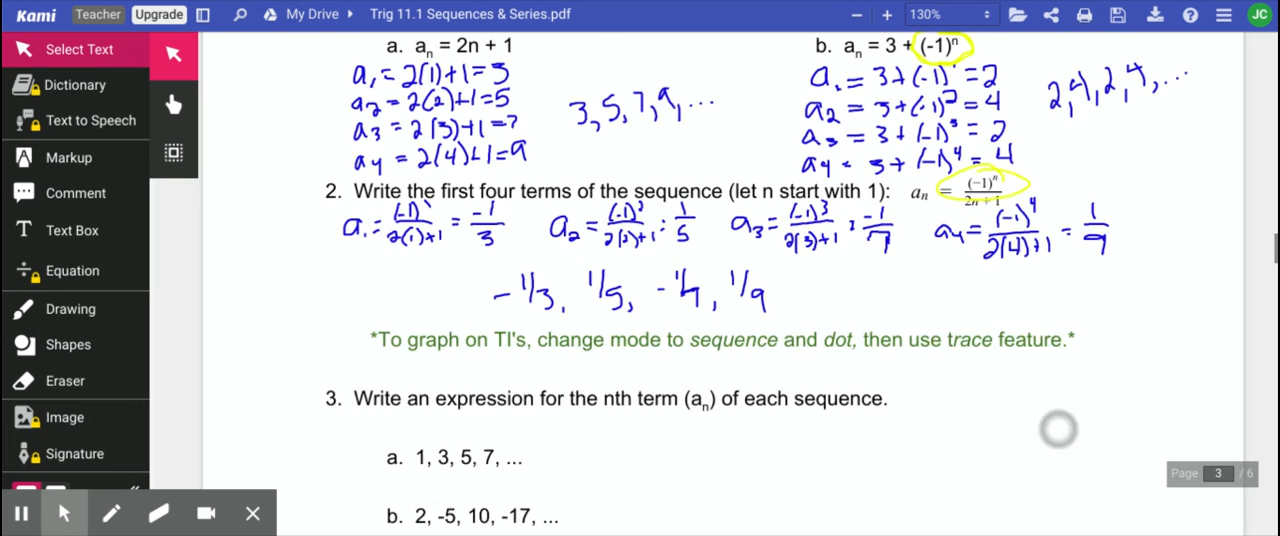 Kami Teacher Upgrade My Drive Trig 11.1 Sequences & Series.pdf 130% JC
Select Text
Dictionary
Text to Speech
Markup
Comment
Text Box
Equation
Drawing
Shapes
Eraser
Image
Signature
a. aₙ = 2n + 1
a₁ = 2(1)+1 = 3
a₂ = 2(2)+1 = 5
a₃ = 2(3)+1 = 7
a₄ = 2(4)+1 = 9
3, 5, 7, 9, ...
b. aₙ = 3 + (-1)ⁿ
a₁ = 3+(-1)¹ = 2
a₂ = 3+(-1)² = 4
a₃ = 3+(-1)³ = 2
a₄ = 3+(-1)⁴ = 4
2, 4, 2, 4, ...
2. Write the first four terms of the sequence (let n start with 1): aₙ = (-1)ⁿ/2n + 1
a₁ = (-1)¹/2(1)+1 = -1/3 a₂ = (-1)²/2(2)+1 = 1/5 a₃ = (-1)³/2(3)+1 = -1/7 a₄ = (-1)⁴/2(4)+1 = 1/9
-1/3, 1/5, -1/7, 1/9
*To graph on TI's, change mode to sequence and dot, then use trace feature.*
3. Write an expression for the nth term (aₙ) of each sequence.
a. 1, 3, 5, 7, ...
b. 2, -5, 10, -17, ...
Page 3 / 6